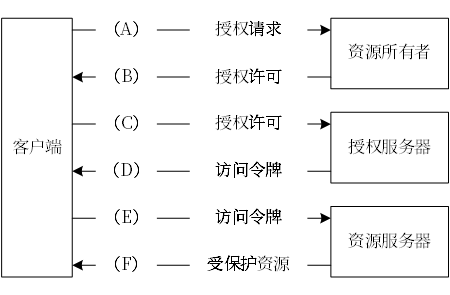 (A) 授权请求
资源所有者
(B) 授权许可
客户端
(C) 授权许可
授权服务器
(D) 访问令牌
(E) 访问令牌
资源服务器
(F) 受保护资源